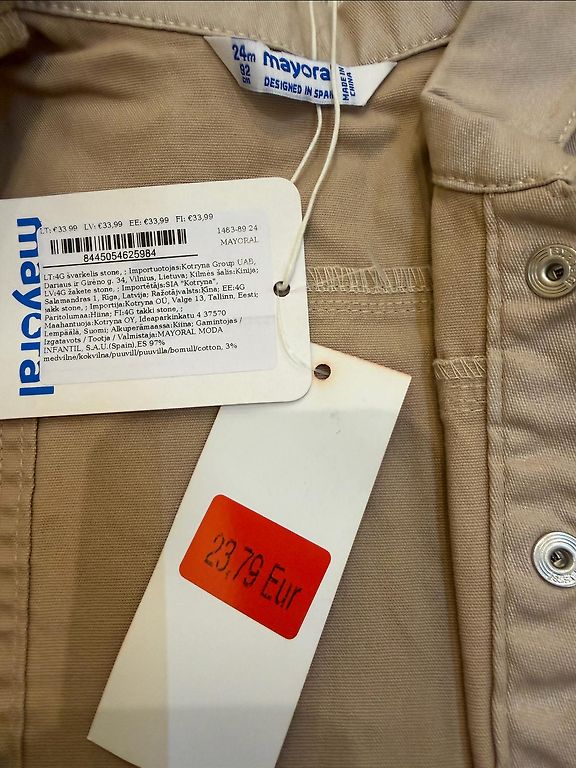 24m
92
cm
mayoral
DESIGNED IN SPAIN
MADE IN
CHINA
mayoral
LT: €33,99 LV: €33,99 EE: €33,99 FI: €33,99
1483-89 24
MAYORAL
8445054625984
LT:4G švarkelis stone, ; Importuotojas:Kotryna Group UAB,
Dariaus ir Girėno g. 34, Vilnius, Lietuva; Kilmės šalis:Kinija;
LV:4G žakete stone, ; Importētājs:SIA "Kotryna",
Salamandras 1, Rīga, Latvija; Ražotājvalsts:Ķīna; EE:4G
jakk stone, ; Importija:Kotryna OÜ, Valge 13, Tallinn, Eesti;
Päritolumaa:Hiina; FI:4G takki stone, ;
Maahantuoja:Kotryna OY, Ideaparkinkatu 4 37570
Lempäälä, Suomi; Alkuperämaassa:Kiina; Gamintojas /
Izgatavots / Tootja / Valmistaja:MAYORAL MODA
INFANTIL, S.A.U.(Spain),ES 97%
medvilnė/kokvilna/puuvill/puuvilla/bomull/cotton, 3%
23,79 Eur